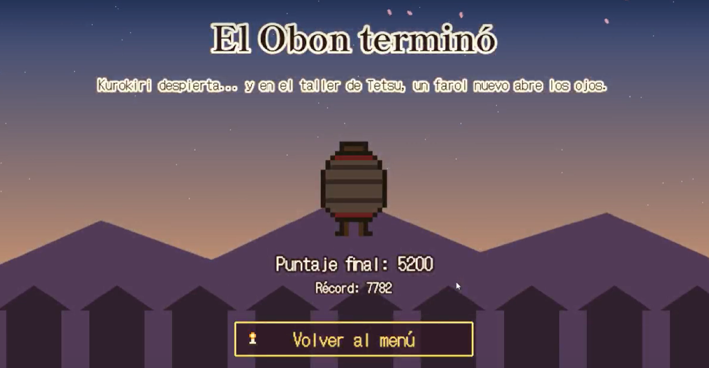 El Obon terminó
Kurokiri despierta... y en el taller de Tetsu, un farol nuevo abre los ojos.
Puntaje final: 5200
Récord: 7782
Volver al menú